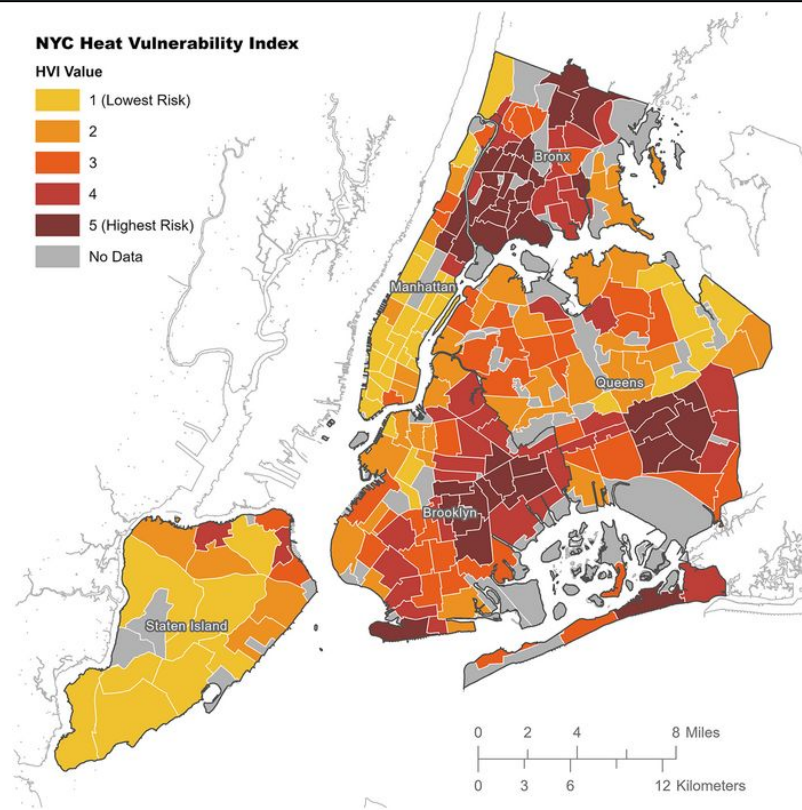 NYC Heat Vulnerability Index
HVI Value
1 (Lowest Risk)
2
3
4
5 (Highest Risk)
No Data
Bronx
Manhattan
Queens
Brooklyn
Staten Island
0 2 4 8 Miles
0 3 6 12 Kilometers